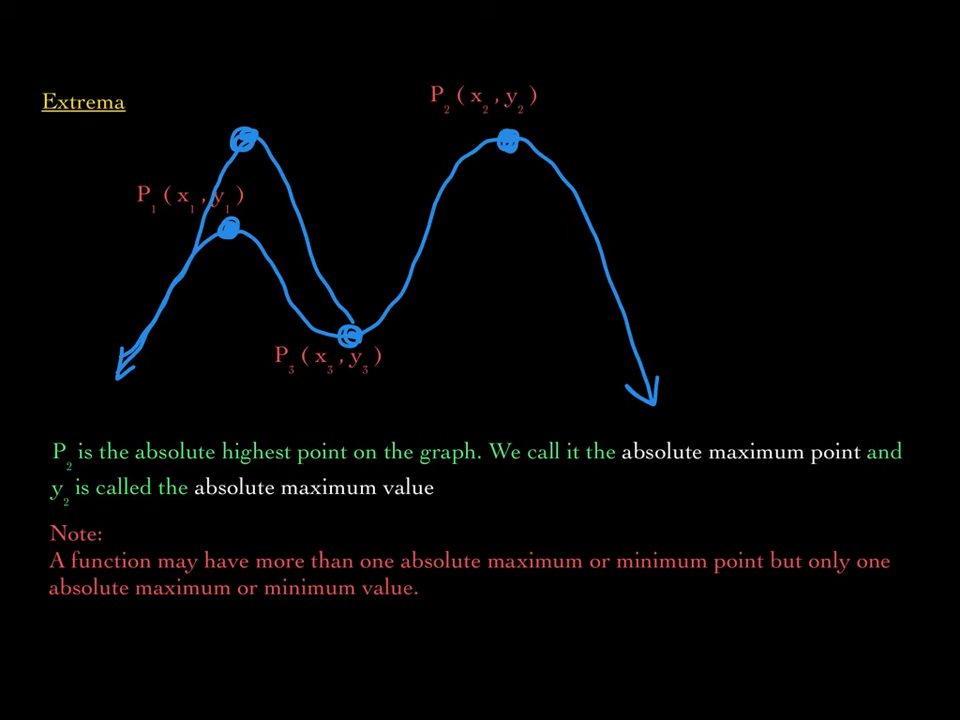 Extrema
P₂ ( x₂ , y₂ )
P₁ ( x₁ , y₁ )
P₃ ( x₃ , y₃ )
P₂ is the absolute highest point on the graph. We call it the absolute maximum point and
y₂ is called the absolute maximum value
Note:
A function may have more than one absolute maximum or minimum point but only one
absolute maximum or minimum value.